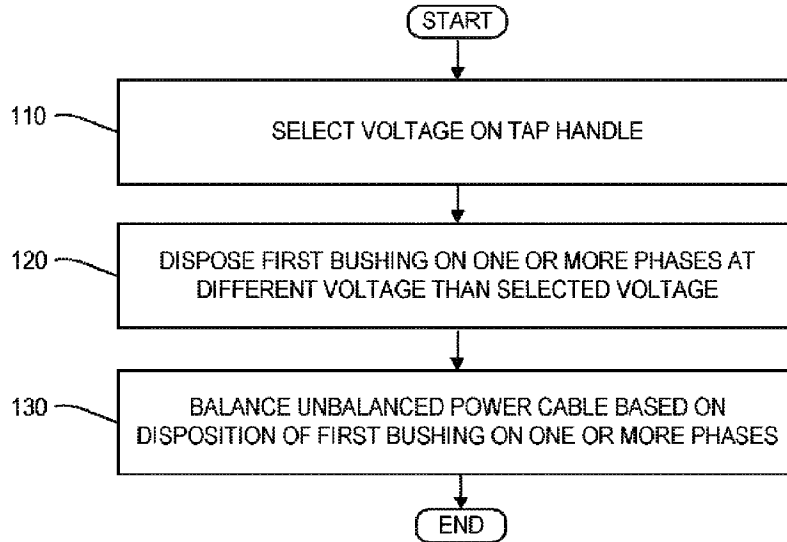 START
110
SELECT VOLTAGE ON TAP HANDLE
120
DISPOSE FIRST BUSHING ON ONE OR MORE PHASES AT
DIFFERENT VOLTAGE THAN SELECTED VOLTAGE
130
BALANCE UNBALANCED POWER CABLE BASED ON
DISPOSITION OF FIRST BUSHING ON ONE OR MORE PHASES
END